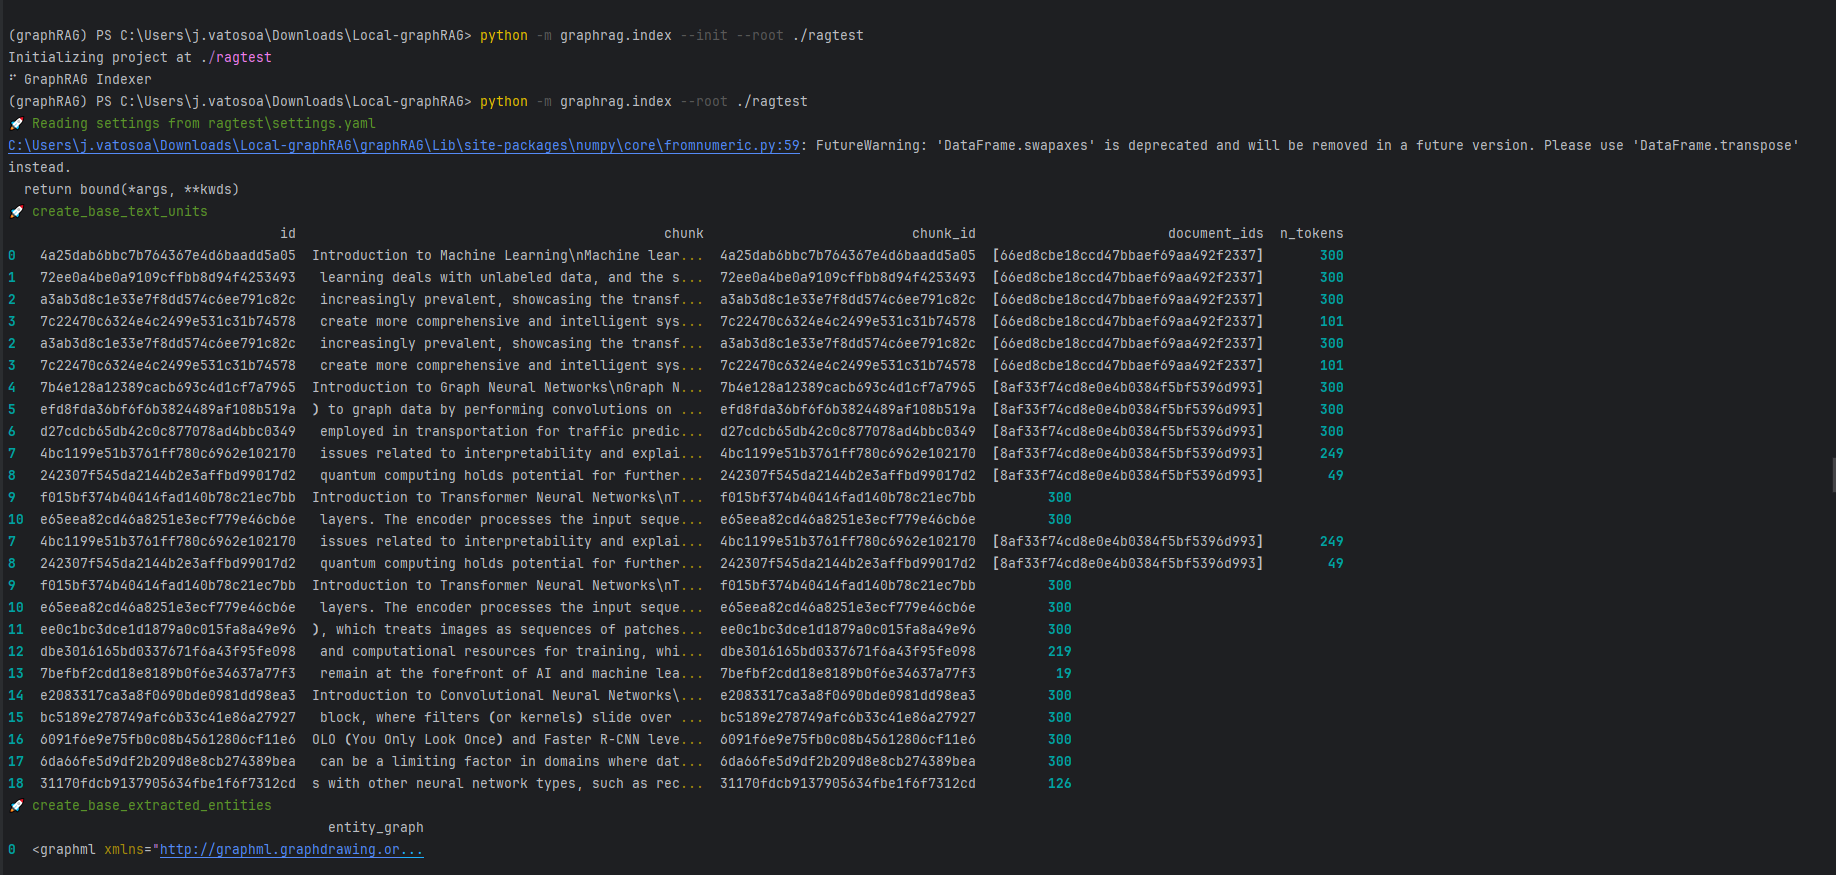 (graphRAG) PS C:\Users\j.vatosoa\Downloads\Local-graphRAG> python -m graphrag.index --init --root ./ragtest
Initializing project at ./ragtest
⠋ GraphRAG Indexer
(graphRAG) PS C:\Users\j.vatosoa\Downloads\Local-graphRAG> python -m graphrag.index --root ./ragtest
🚀 Reading settings from ragtest\settings.yaml
C:\Users\j.vatosoa\Downloads\Local-graphRAG\graphRAG\Lib\site-packages\numpy\core\fromnumeric.py:59: FutureWarning: 'DataFrame.swapaxes' is deprecated and will be removed in a future version. Please use 'DataFrame.transpose'
instead.
  return bound(*args, **kwds)
🚀 create_base_text_units
id chunk chunk_id document_ids n_tokens
0 4a25dab6bbc7b764367e4d6baadd5a05 Introduction to Machine Learning\nMachine lear... 4a25dab6bbc7b764367e4d6baadd5a05 [66ed8cbe18ccd47bbaef69aa492f2337] 300
1 72ee0a4be0a9109cffbb8d94f4253493 learning deals with unlabeled data, and the s... 72ee0a4be0a9109cffbb8d94f4253493 [66ed8cbe18ccd47bbaef69aa492f2337] 300
2 a3ab3d8c1e33e7f8dd574c6ee791c82c increasingly prevalent, showcasing the transf... a3ab3d8c1e33e7f8dd574c6ee791c82c [66ed8cbe18ccd47bbaef69aa492f2337] 300
3 7c22470c6324e4c2499e531c31b74578 create more comprehensive and intelligent sys... 7c22470c6324e4c2499e531c31b74578 [66ed8cbe18ccd47bbaef69aa492f2337] 101
2 a3ab3d8c1e33e7f8dd574c6ee791c82c increasingly prevalent, showcasing the transf... a3ab3d8c1e33e7f8dd574c6ee791c82c [66ed8cbe18ccd47bbaef69aa492f2337] 300
3 7c22470c6324e4c2499e531c31b74578 create more comprehensive and intelligent sys... 7c22470c6324e4c2499e531c31b74578 [66ed8cbe18ccd47bbaef69aa492f2337] 101
4 7b4e128a12389cacb693c4d1cf7a7965 Introduction to Graph Neural Networks\nGraph N... 7b4e128a12389cacb693c4d1cf7a7965 [8af33f74cd8e0e4b0384f5bf5396d993] 300
5 efd8fda36bf6f6b3824489af108b519a ) to graph data by performing convolutions on ... efd8fda36bf6f6b3824489af108b519a [8af33f74cd8e0e4b0384f5bf5396d993] 300
6 d27cdcb65db42c0c877078ad4bbc0349 employed in transportation for traffic predic... d27cdcb65db42c0c877078ad4bbc0349 [8af33f74cd8e0e4b0384f5bf5396d993] 300
7 4bc1199e51b3761ff780c6962e102170 issues related to interpretability and explai... 4bc1199e51b3761ff780c6962e102170 [8af33f74cd8e0e4b0384f5bf5396d993] 249
8 242307f545da2144b2e3affbd99017d2 quantum computing holds potential for further... 242307f545da2144b2e3affbd99017d2 [8af33f74cd8e0e4b0384f5bf5396d993] 49
9 f015bf374b40414fad140b78c21ec7bb Introduction to Transformer Neural Networks\nT... f015bf374b40414fad140b78c21ec7bb 300
10 e65eea82cd46a8251e3ecf779e46cb6e layers. The encoder processes the input seque... e65eea82cd46a8251e3ecf779e46cb6e 300
7 4bc1199e51b3761ff780c6962e102170 issues related to interpretability and explai... 4bc1199e51b3761ff780c6962e102170 [8af33f74cd8e0e4b0384f5bf5396d993] 249
8 242307f545da2144b2e3affbd99017d2 quantum computing holds potential for further... 242307f545da2144b2e3affbd99017d2 [8af33f74cd8e0e4b0384f5bf5396d993] 49
9 f015bf374b40414fad140b78c21ec7bb Introduction to Transformer Neural Networks\nT... f015bf374b40414fad140b78c21ec7bb 300
10 e65eea82cd46a8251e3ecf779e46cb6e layers. The encoder processes the input seque... e65eea82cd46a8251e3ecf779e46cb6e 300
11 ee0c1bc3dce1d1879a0c015fa8a49e96 ), which treats images as sequences of patches... ee0c1bc3dce1d1879a0c015fa8a49e96 300
12 dbe3016165bd0337671f6a43f95fe098 and computational resources for training, whi... dbe3016165bd0337671f6a43f95fe098 219
13 7befbf2cdd18e8189b0f6e34637a77f3 remain at the forefront of AI and machine lea... 7befbf2cdd18e8189b0f6e34637a77f3 19
14 e2083317ca3a8f0690bde0981dd98ea3 Introduction to Convolutional Neural Networks\... e2083317ca3a8f0690bde0981dd98ea3 300
15 bc5189e278749afc6b33c41e86a27927 block, where filters (or kernels) slide over ... bc5189e278749afc6b33c41e86a27927 300
16 6091f6e9e75fb0c08b45612806cf11e6 OLO (You Only Look Once) and Faster R-CNN leve... 6091f6e9e75fb0c08b45612806cf11e6 300
17 6da66fe5d9df2b209d8e8cb274389bea can be a limiting factor in domains where dat... 6da66fe5d9df2b209d8e8cb274389bea 300
18 31170fdcb9137905634fbe1f6f7312cd s with other neural network types, such as rec... 31170fdcb9137905634fbe1f6f7312cd 126
🚀 create_base_extracted_entities
entity_graph
0 <graphml xmlns="http://graphml.graphdrawing.or...